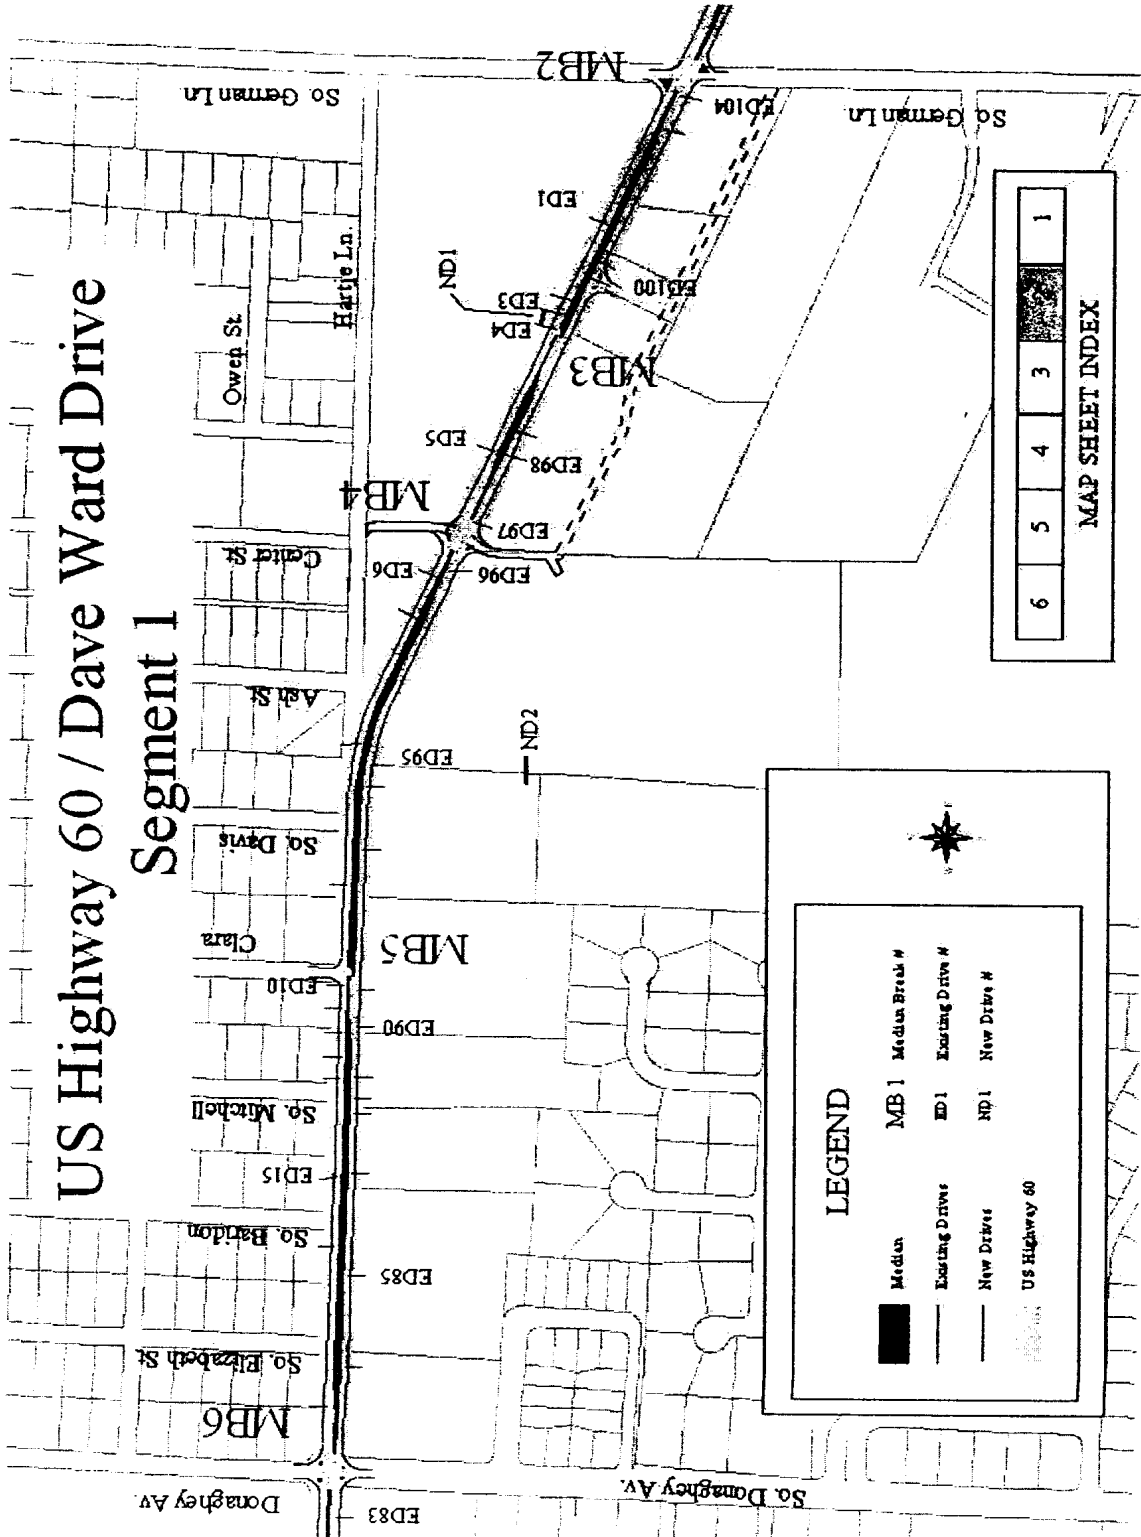 US Highway 60 / Dave Ward Drive
Segment 1
Donaghey Av.
MB6
So. Elizabeth St
So. Baridon
ED15
So. Mitchell
ED10
Clara
So. Davis
Ash St
Center St
Owen St.
Hartje Ln.
So. German Ln
ED83
ED85
ED90
MB5
ED95
ED6
ED96
MB4
ED97
ED5
ED98
ND1
ED4
ED3
MB3
ED100
ED1
MB2
ED104
So. German Ln
ND2
So. Donaghey Av.
LEGEND
Median
MB 1
Median Break #
Existing Drives
ED 1
Existing Drive #
New Drives
ND 1
New Drive #
US Highway 60
6
5
4
3
1
MAP SHEET INDEX